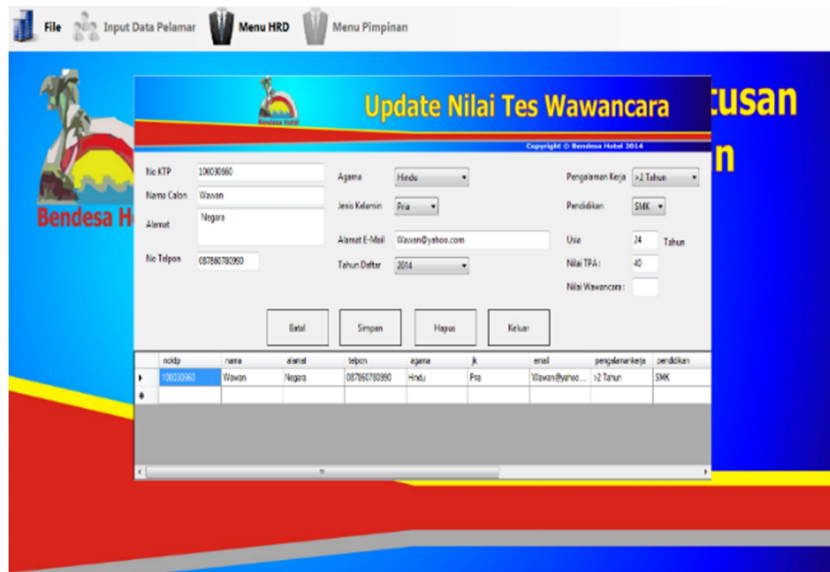 File Input Data Pelamar Menu HRD Menu Pimpinan
tusan
n
Bendesa H
Bendesa Hotel
Update Nilai Tes Wawancara
Copyright © Bendesa Hotel 2014
No KTP 100030960 Agama Hindu Pengalaman Kerja >2 Tahun
Nama Calon Wawan Jenis Kelamin Pria Pendidikan SMK
Alamat Negara
Alamat E-Mail Wawan@yahoo.com Usia 24 Tahun
No Telpon 087860780990 Tahun Daftar 2014 Nilai TPA : 40
Nilai Wawancara :
Batal Simpan Hapus Keluar
noktp nama alamat telpon agama jk email pengalamankerja pendidikan
100030960 Wawan Negara 087860780990 Hindu Pria Wawan@yahoo... >2 Tahun SMK